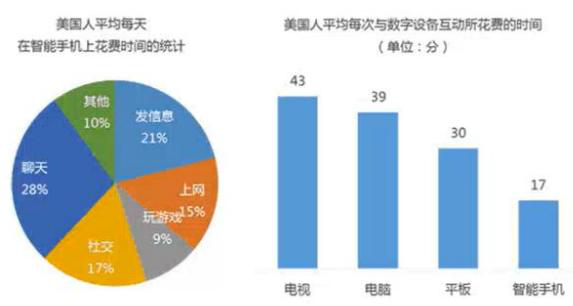 美国人平均每天
在智能手机上花费时间的统计
其他
10%
发信息
21%
聊天
28%
上网
15%
玩游戏
9%
社交
17%
美国人平均每次与数字设备互动所花费的时间
（单位：分）
43
39
30
17
电视
电脑
平板
智能手机